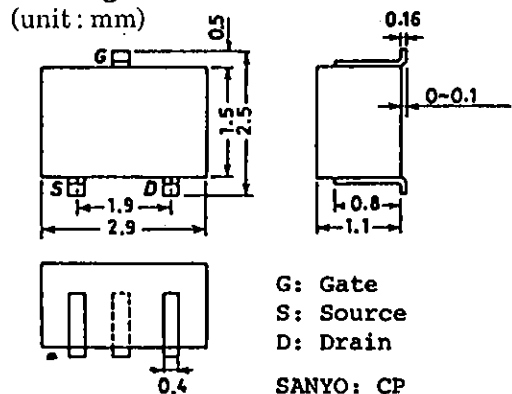 (unit : mm)
0.5
0.16
G
1.5
2.5
0~0.1
S
D
1.9
2.9
0.8
1.1
G: Gate
S: Source
D: Drain
0.4
SANYO: CP